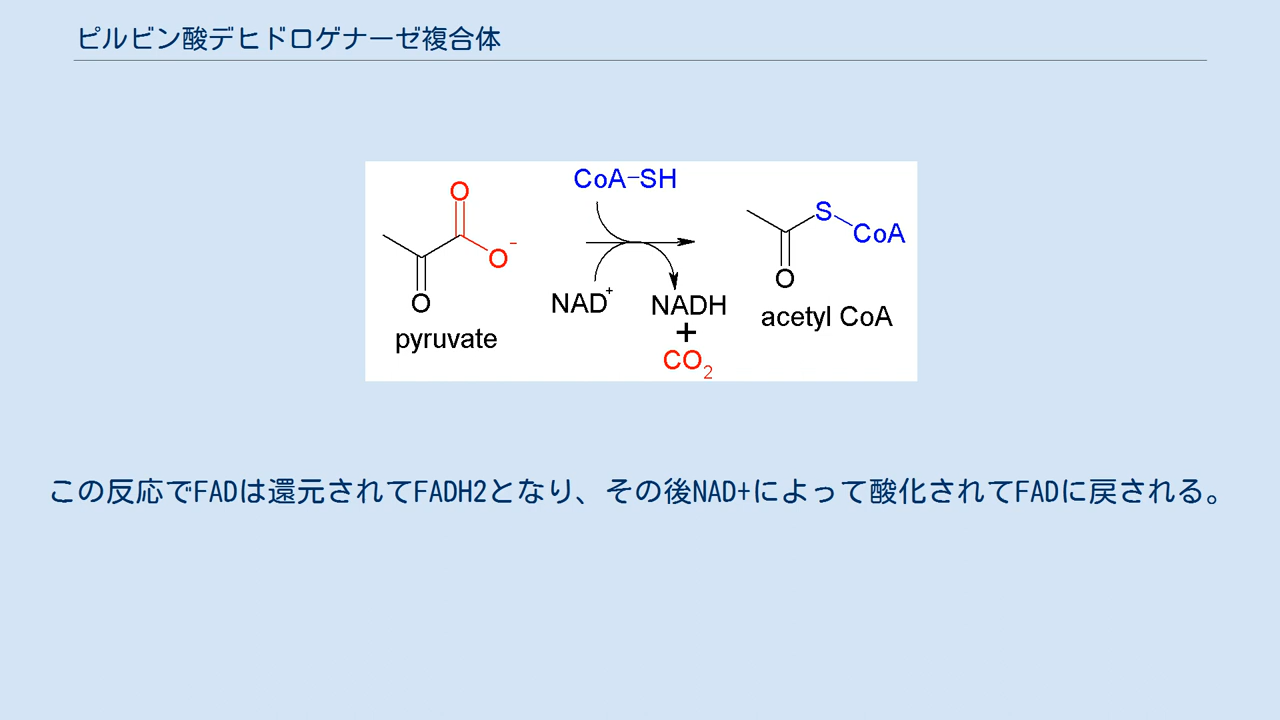 ピルビン酸デヒドロゲナーゼ複合体
CoA-SH
O
O-
O
pyruvate
NAD+
NADH
+
CO2
S
CoA
O
acetyl CoA
この反応でFADは還元されてFADH2となり、その後NAD+によって酸化されてFADに戻される。